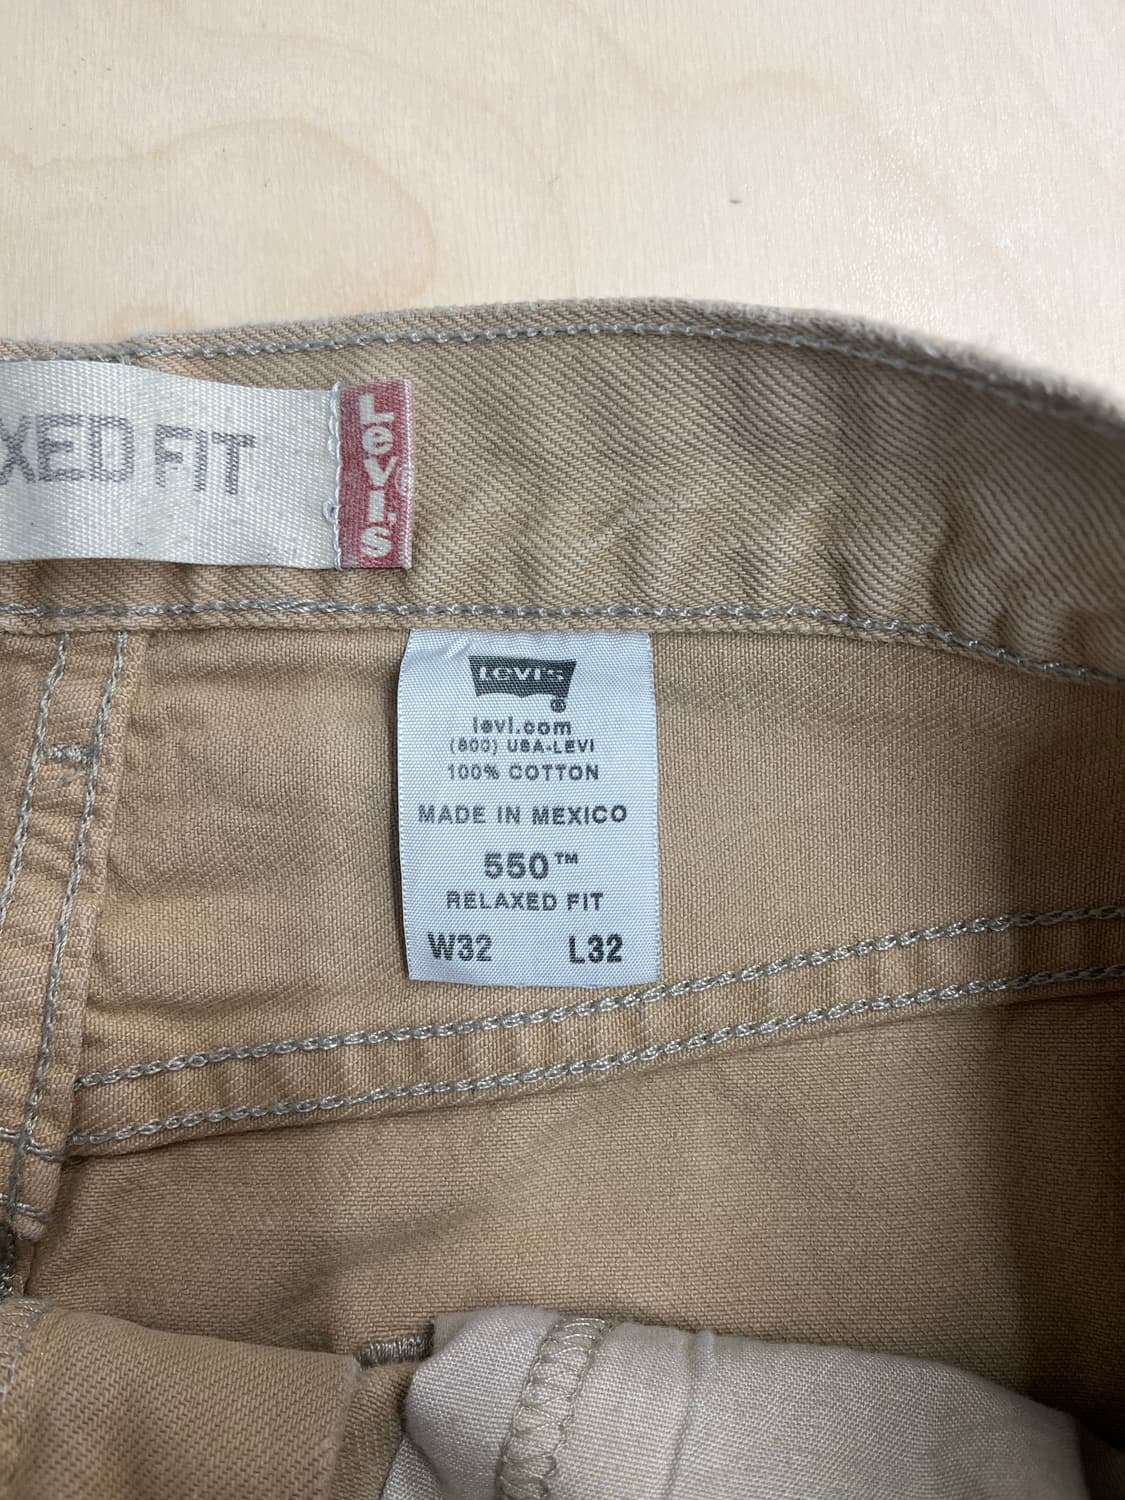 XED FIT
LeVI'S
LEVI'S
®
levi.com
(800) USA-LEVI
100% COTTON
MADE IN MEXICO
550™
RELAXED FIT
W32 L32